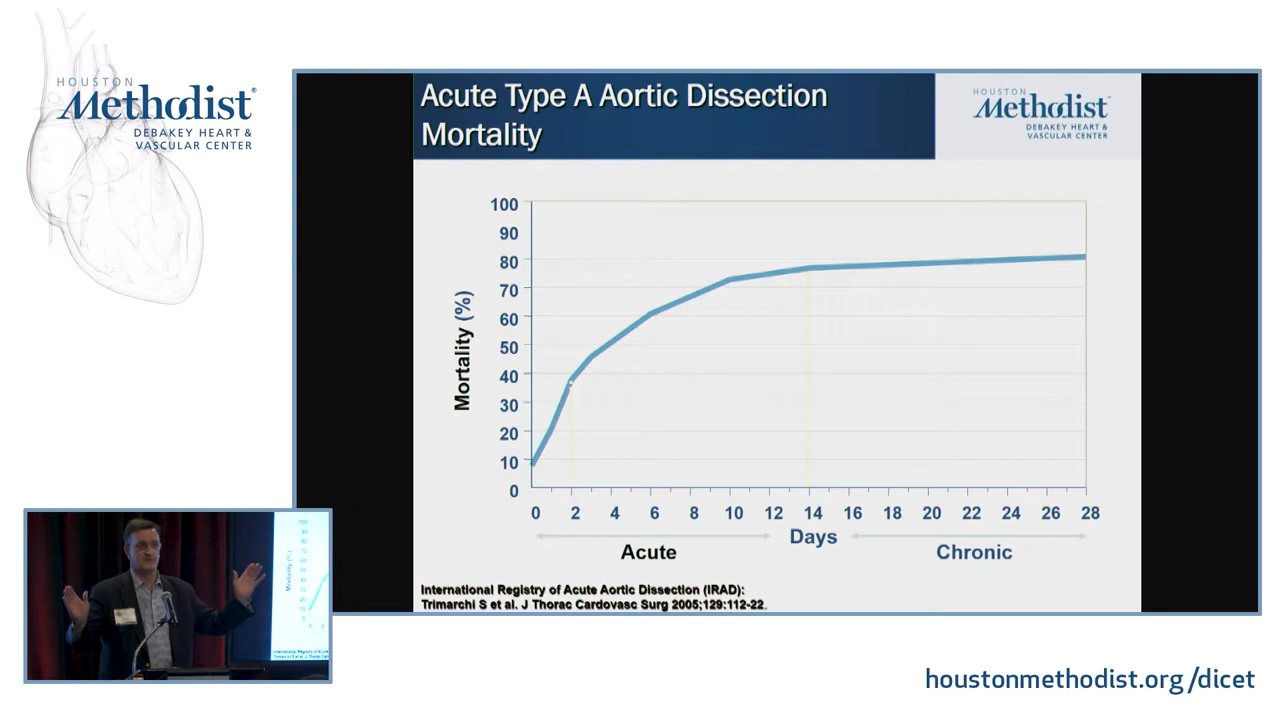 HOUSTON
Methodist®
DEBAKEY HEART &
VASCULAR CENTER
Acute Type A Aortic Dissection
Mortality
HOUSTON
Methodist
DEBAKEY HEART &
VASCULAR CENTER
Mortality (%)
100
90
80
70
60
50
40
30
20
10
0
0 2 4 6 8 10 12 14 16 18 20 22 24 26 28
Days
Acute
Chronic
International Registry of Acute Aortic Dissection (IRAD):
Trimarchi S et al. J Thorac Cardovasc Surg 2005;129:112-22.
Mortality (%)
houstonmethodist.org/dicet